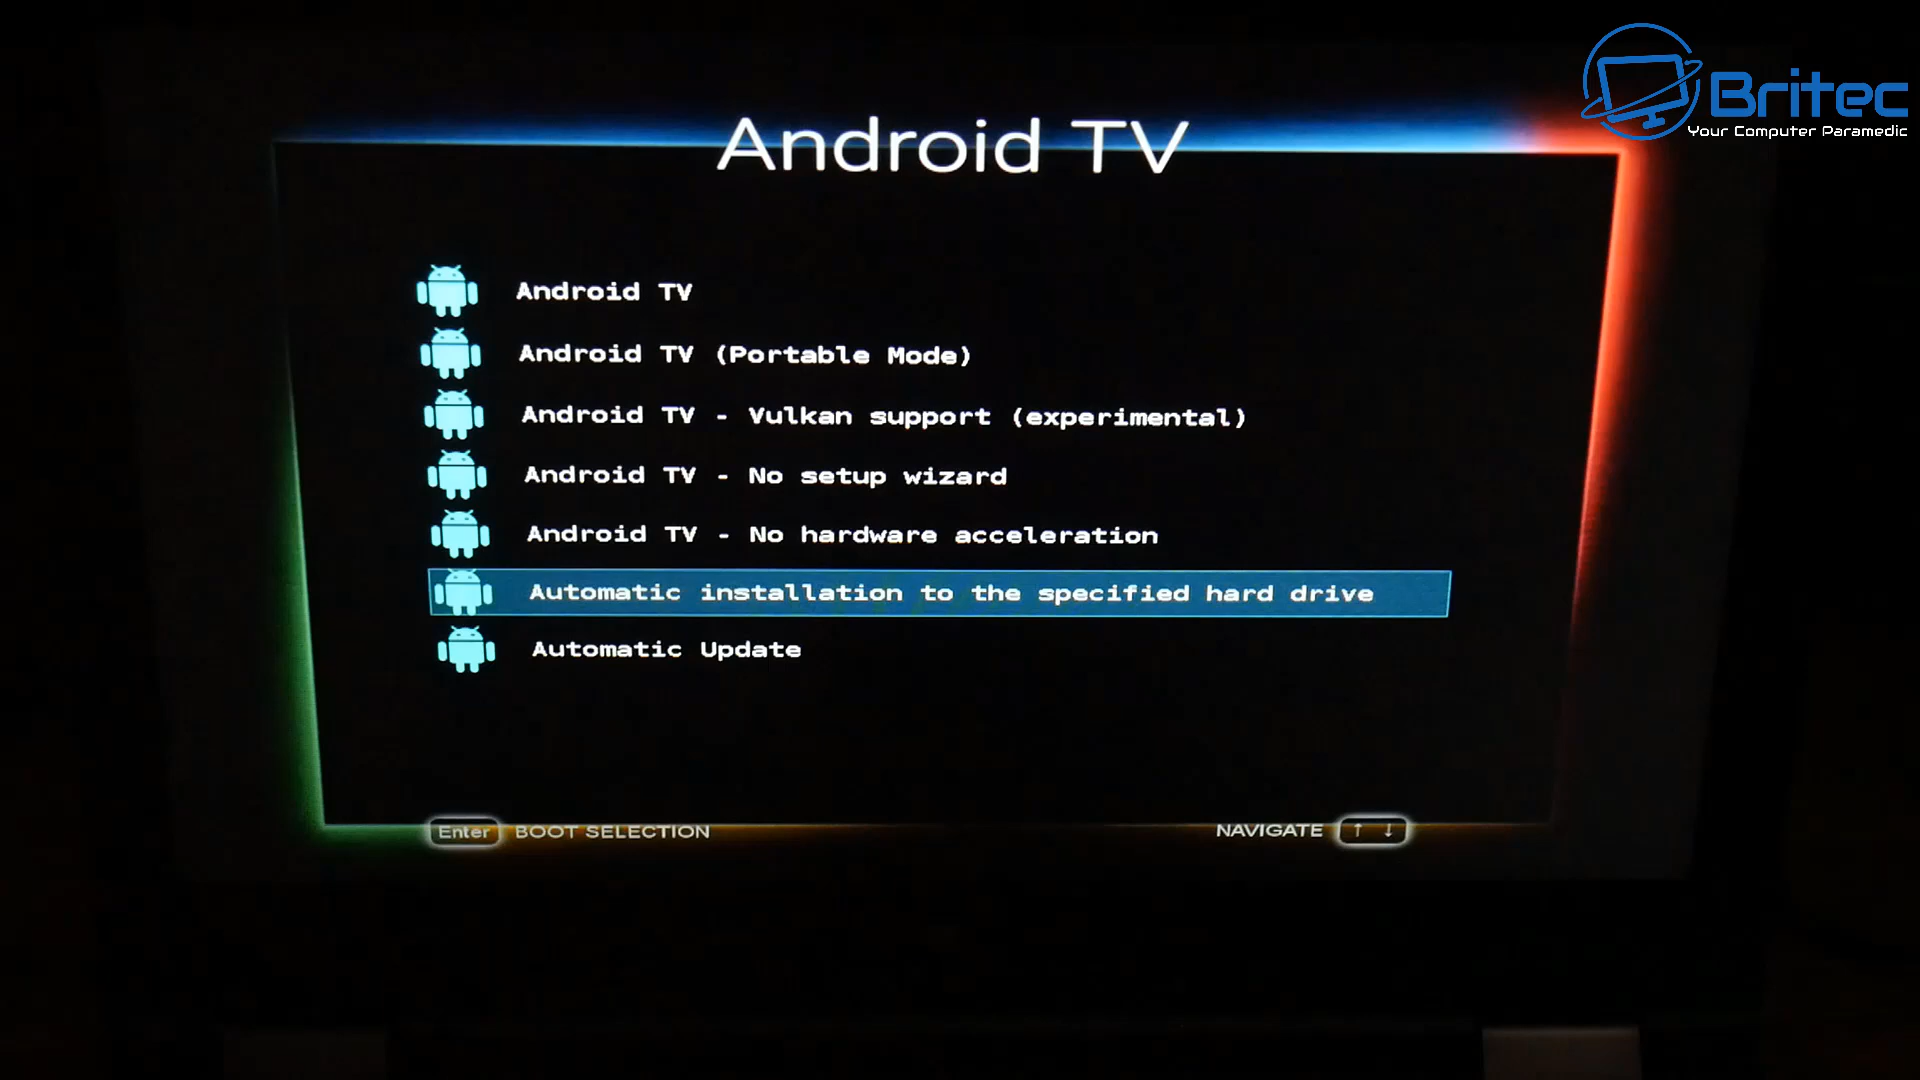 Britec
Your Computer Paramedic
Android TV
Android TV
Android TV (Portable Mode)
Android TV - Vulkan support (experimental)
Android TV - No setup wizard
Android TV - No hardware acceleration
Automatic installation to the specified hard drive
Automatic Update
Enter BOOT SELECTION
NAVIGATE ↑ ↓